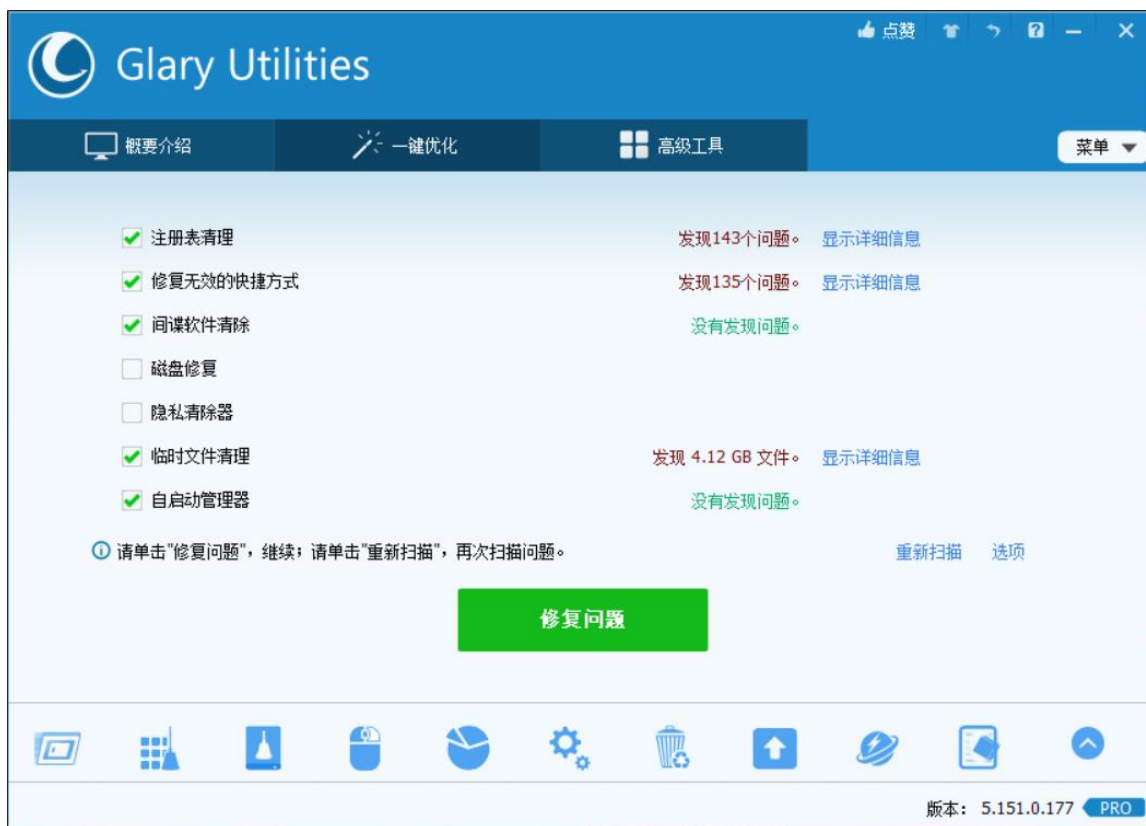 点赞
Glary Utilities
概要介绍 一键优化 高级工具 菜单
注册表清理 发现143个问题。 显示详细信息
修复无效的快捷方式 发现135个问题。 显示详细信息
间谍软件清除 没有发现问题。
磁盘修复
隐私清除器
临时文件清理 发现 4.12 GB 文件。 显示详细信息
自启动管理器 没有发现问题。
请单击"修复问题"，继续；请单击"重新扫描"，再次扫描问题。 重新扫描 选项
修复问题
版本： 5.151.0.177 PRO